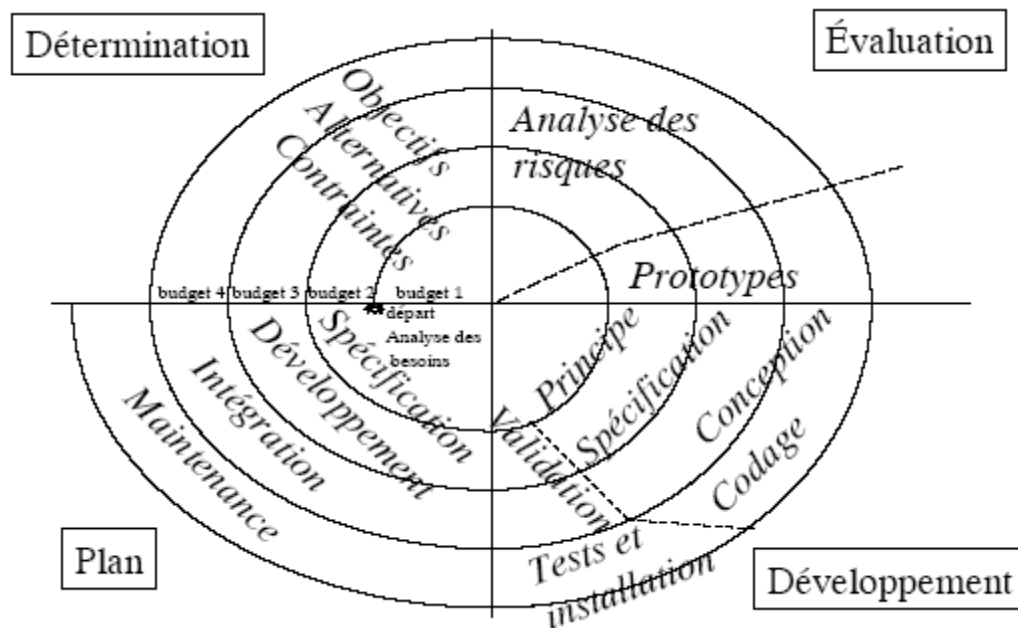 Détermination
Évaluation
Objectifs
Alternatives
Contraintes
Analyse des
risques
Prototypes
budget 4
budget 3
budget 2
budget 1
départ
Analyse des
besoins
Spécification
Développement
Intégration
Maintenance
Principe
Spécification
Conception
Codage
Validation
Tests et
installation
Plan
Développement